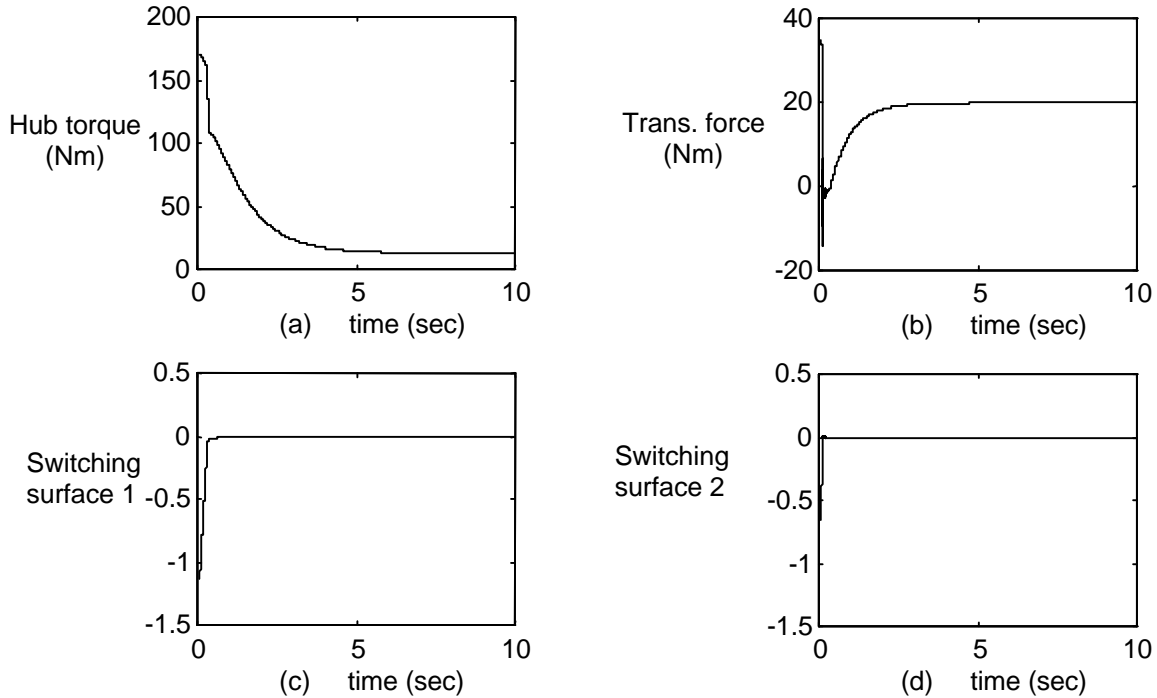 200
150
100
50
0
Hub torque
(Nm)
0 5 10
(a) time (sec)
40
20
0
-20
Trans. force
(Nm)
0 5 10
(b) time (sec)
0.5
0
-0.5
-1
-1.5
Switching
surface 1
0 5 10
(c) time (sec)
0.5
0
-0.5
-1
-1.5
Switching
surface 2
0 5 10
(d) time (sec)